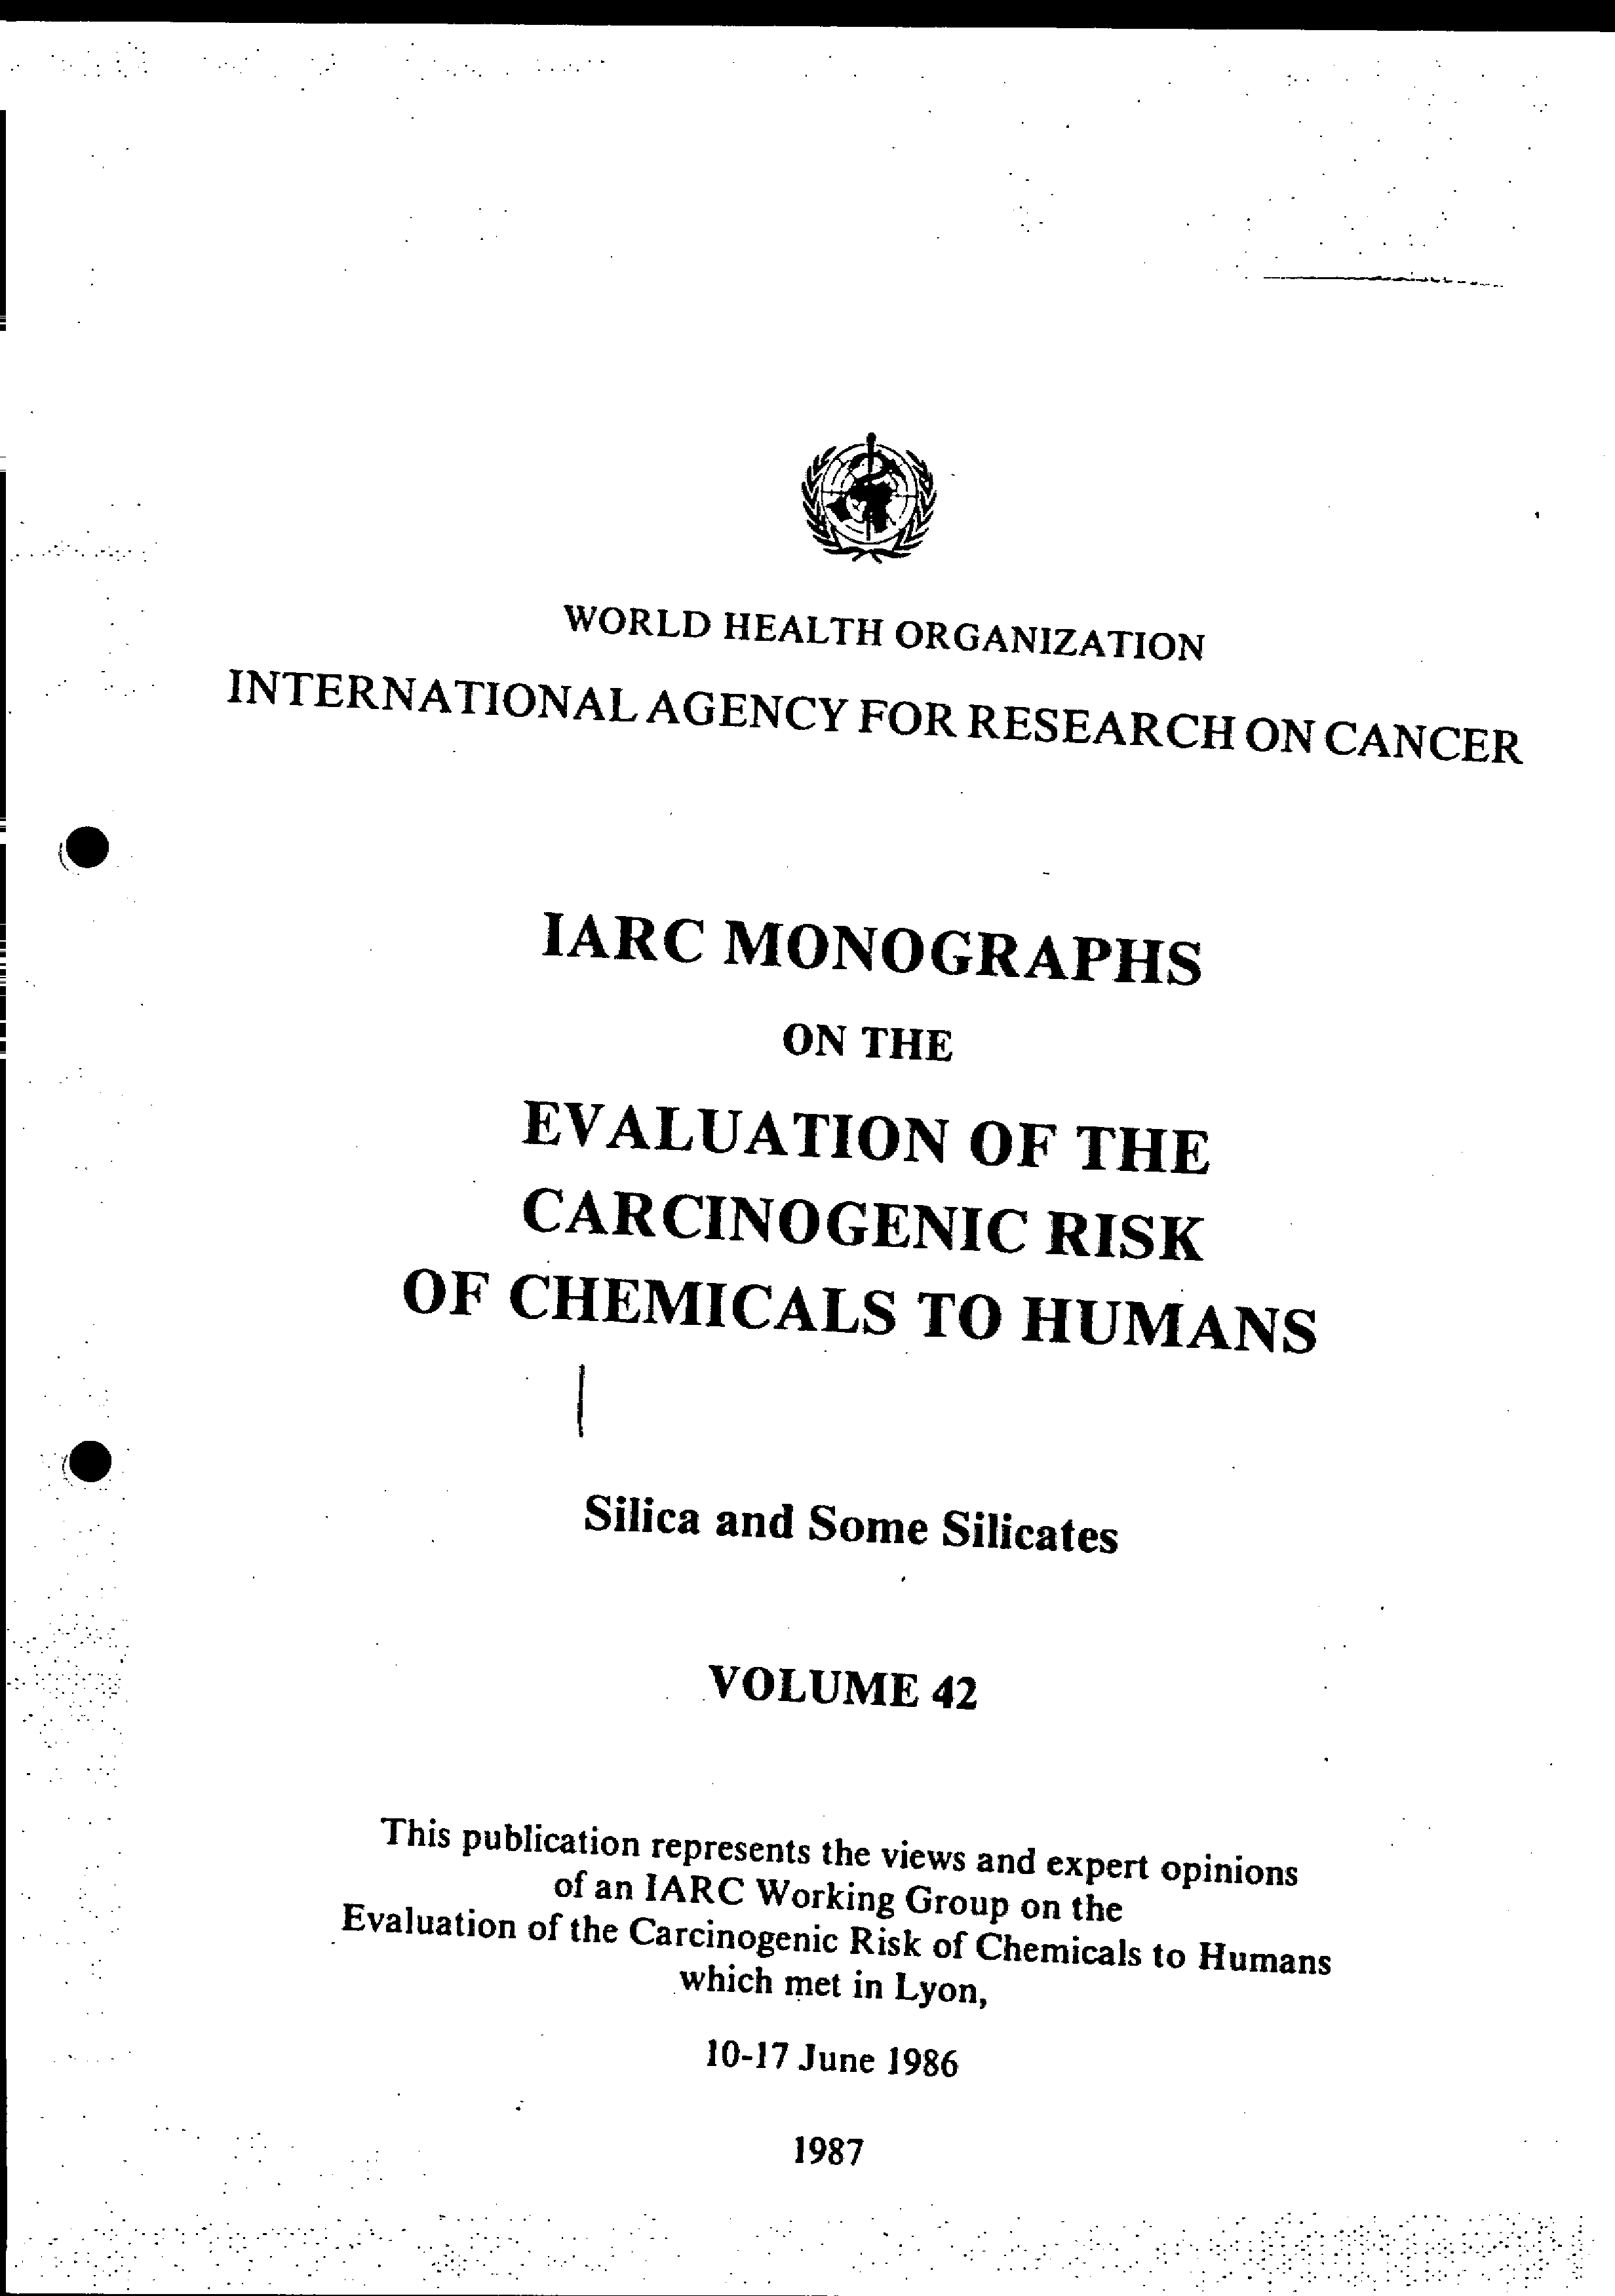 WORLD HEALTH ORGANIZATION
INTERNATIONAL AGENCY FOR RESEARCH ON CANCER
IARC MONOGRAPHS
ON THE
EVALUATION OF THE
CARCINOGENIC RISK
OF CHEMICALS TO HUMANS
Silica and Some Silicates
VOLUME 42
This publication represents the views and expert opinions
of an IARC Working Group on the
Evaluation of the Carcinogenic Risk of Chemicals to Humans
which met in Lyon,
10-17 June 1986
1987